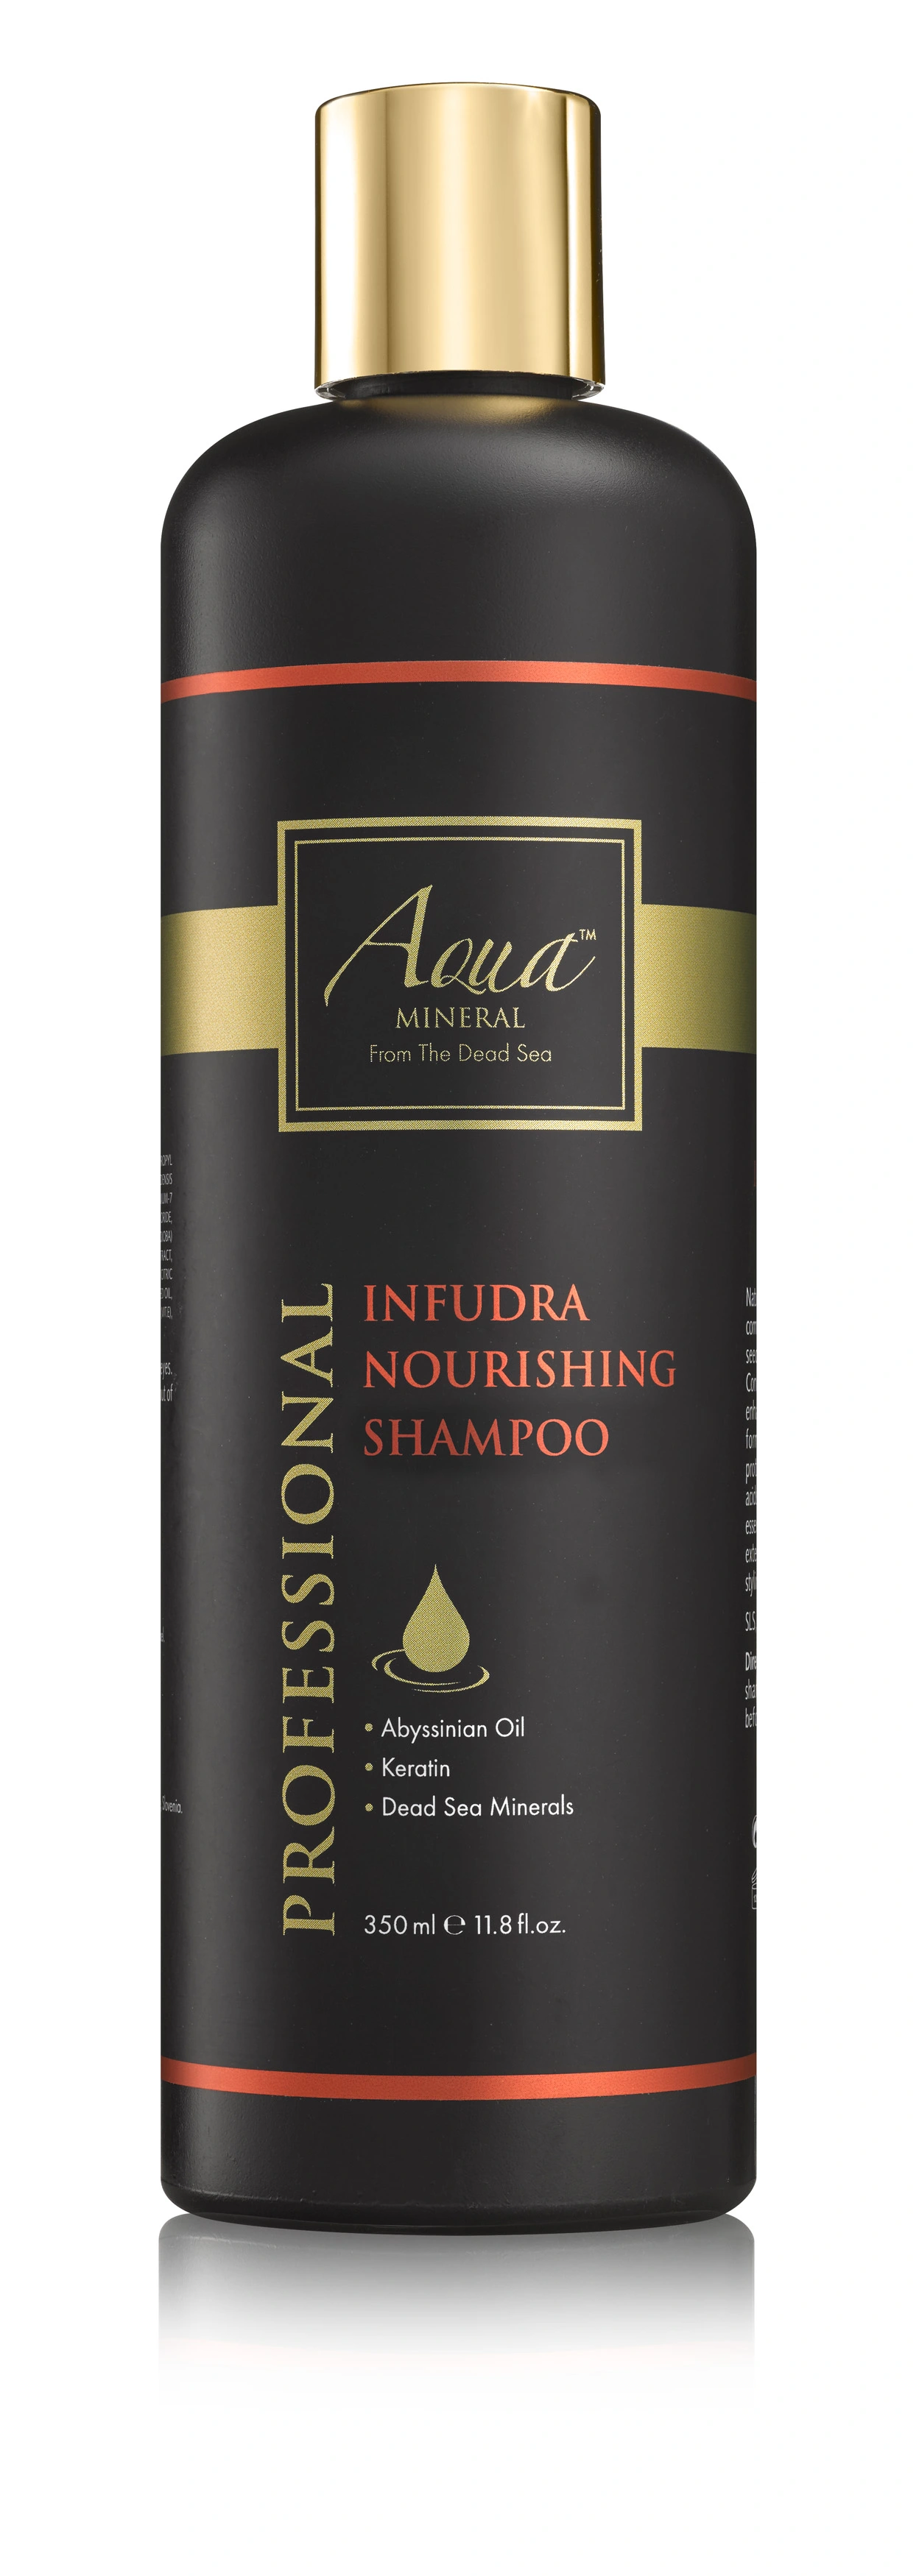 Aqua™
MINERAL
From The Dead Sea
PROFESSIONAL
INFUDRA
NOURISHING
SHAMPOO
• Abyssinian Oil
• Keratin
• Dead Sea Minerals
350 ml ℮ 11.8 fl.oz.
Slovenia.